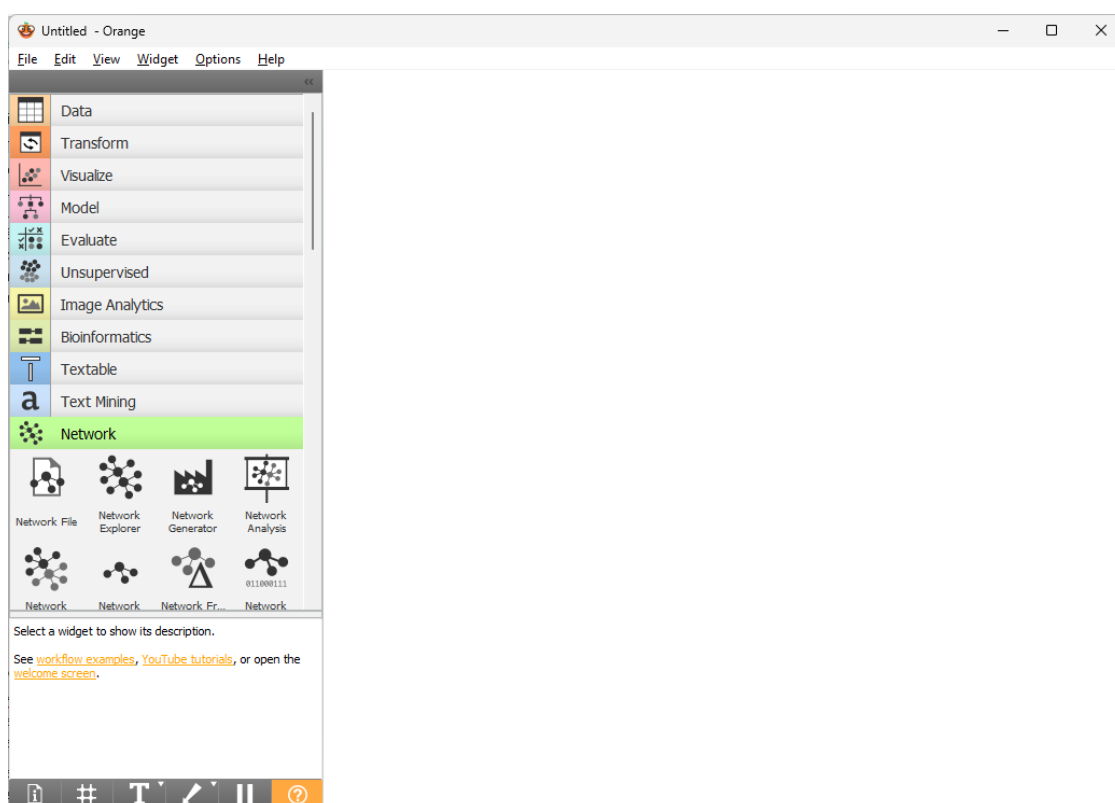 Untitled - Orange
File Edit View Widget Options Help
Data
Transform
Visualize
Model
Evaluate
Unsupervised
Image Analytics
Bioinformatics
Textable
a Text Mining
Network
Network File Network Explorer Network Generator Network Analysis
011000111
Network Network Network Fr... Network
Select a widget to show its description.
See workflow examples, YouTube tutorials, or open the
welcome screen.